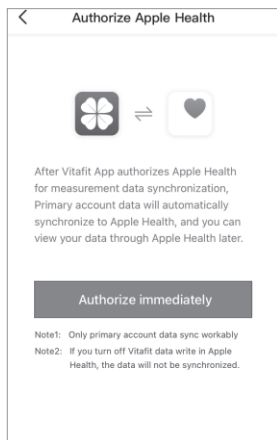 Authorize Apple Health
After Vitafit App authorizes Apple Health
for measurement data synchronization,
Primary account data will automatically
synchronize to Apple Health, and you can
view your data through Apple Health later.
Authorize immediately
Note1: Only primary account data sync workably
Note2: If you turn off Vitafit data write in Apple
Health, the data will not be synchronized.